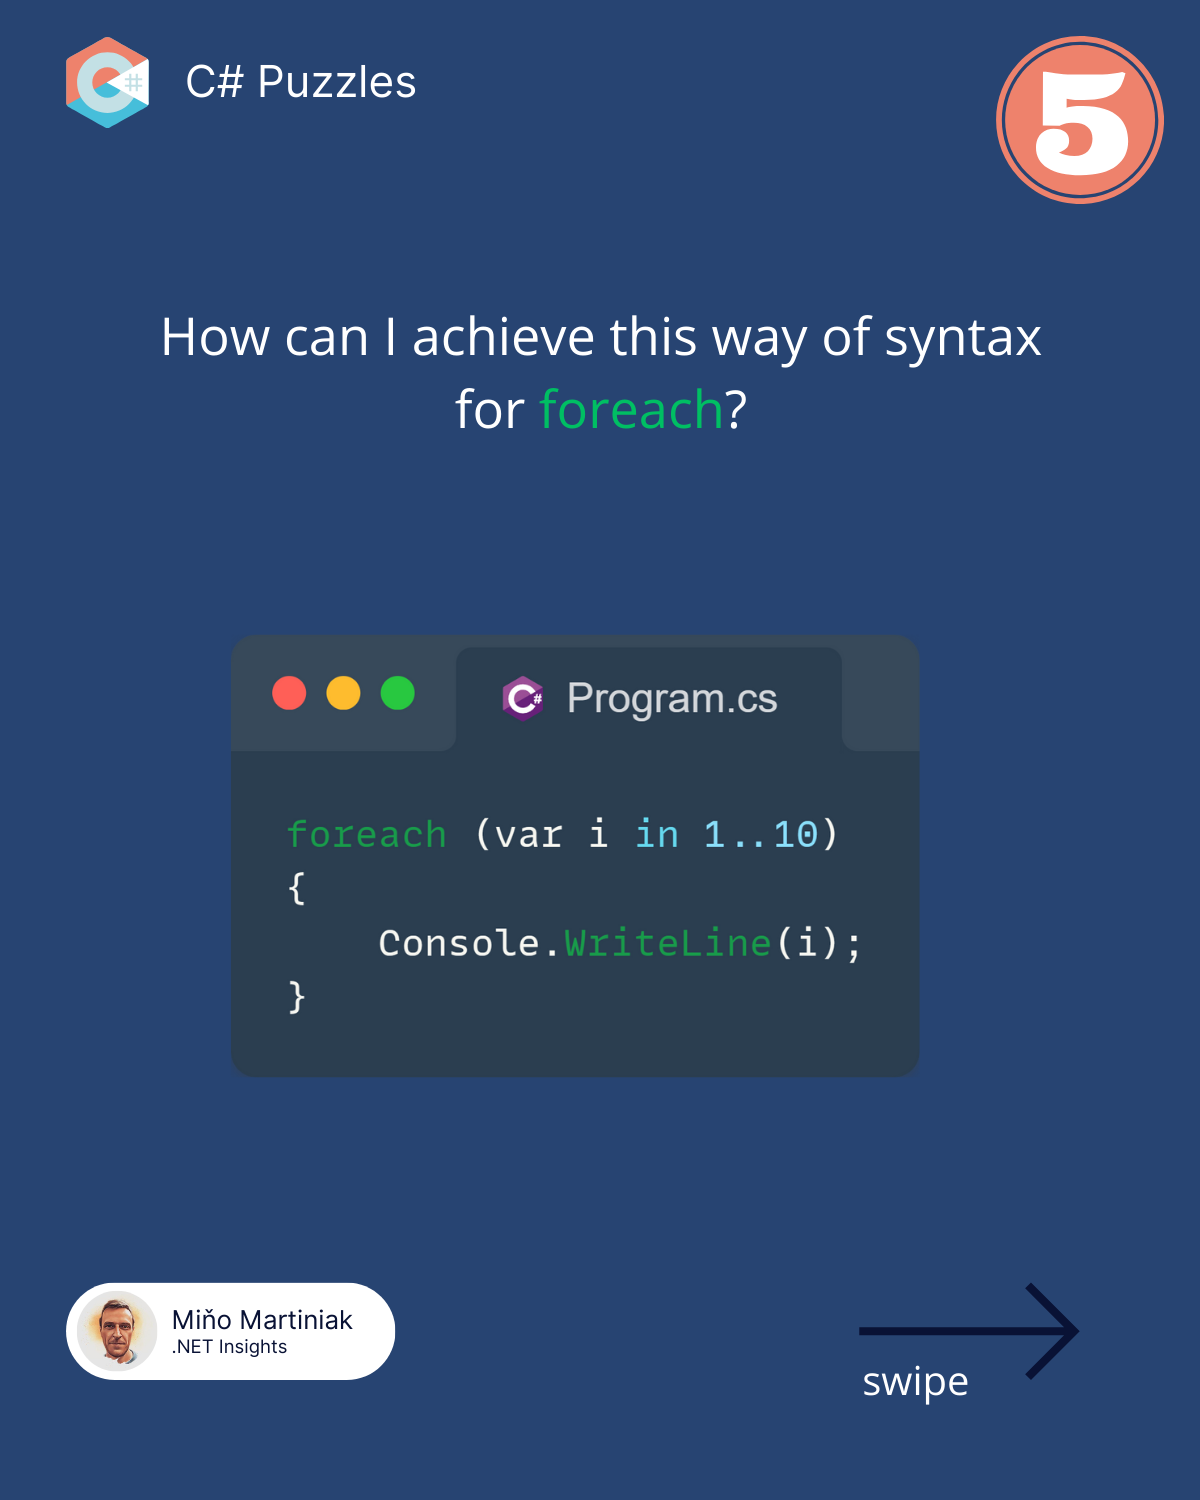 C# Puzzles
5
How can I achieve this way of syntax
for foreach?
Program.cs
foreach (var i in 1..10)
{
    Console.WriteLine(i);
}
Miňo Martiniak
.NET Insights
swipe